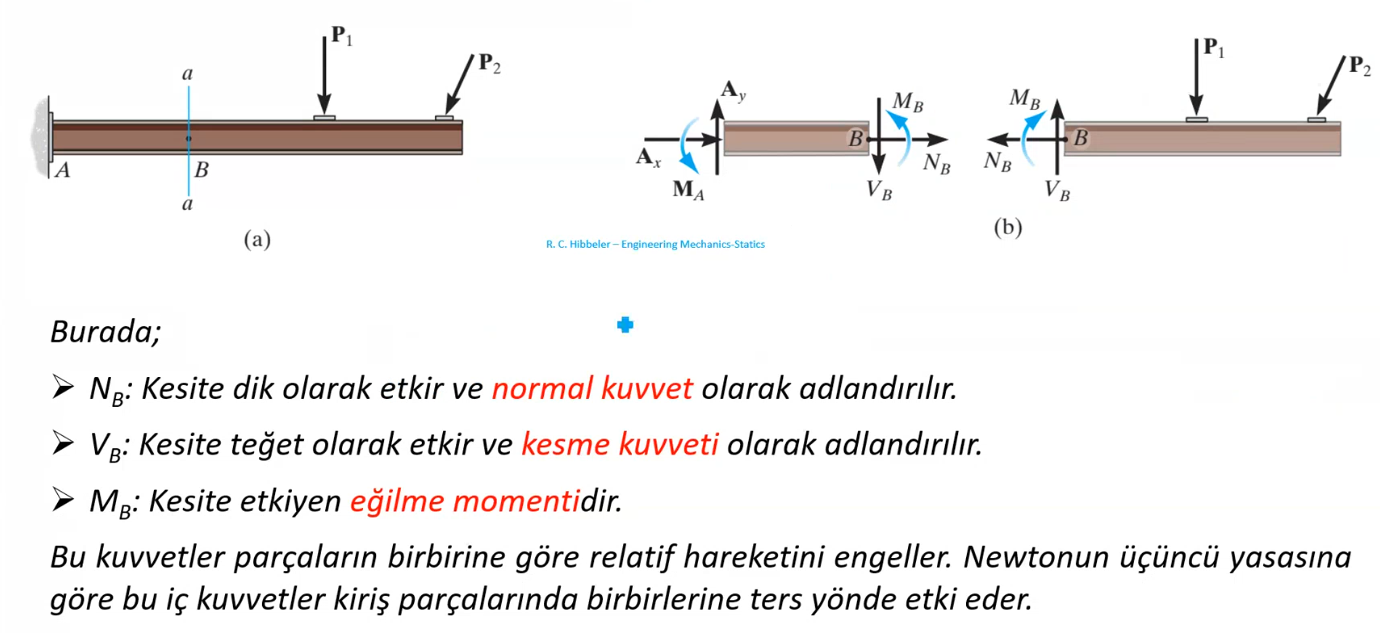 P1
P2
a
A
B
a
(a)
Ay
MB
B
Ax
NB
MA
VB
P1
P2
MB
B
NB
VB
(b)
R. C. Hibbeler – Engineering Mechanics-Statics
Burada;
➢ NB: Kesite dik olarak etkir ve normal kuvvet olarak adlandırılır.
➢ VB: Kesite teğet olarak etkir ve kesme kuvveti olarak adlandırılır.
➢ MB: Kesite etkiyen eğilme momentidir.
Bu kuvvetler parçaların birbirine göre relatif hareketini engeller. Newtonun üçüncü yasasına
göre bu iç kuvvetler kiriş parçalarında birbirlerine ters yönde etki eder.